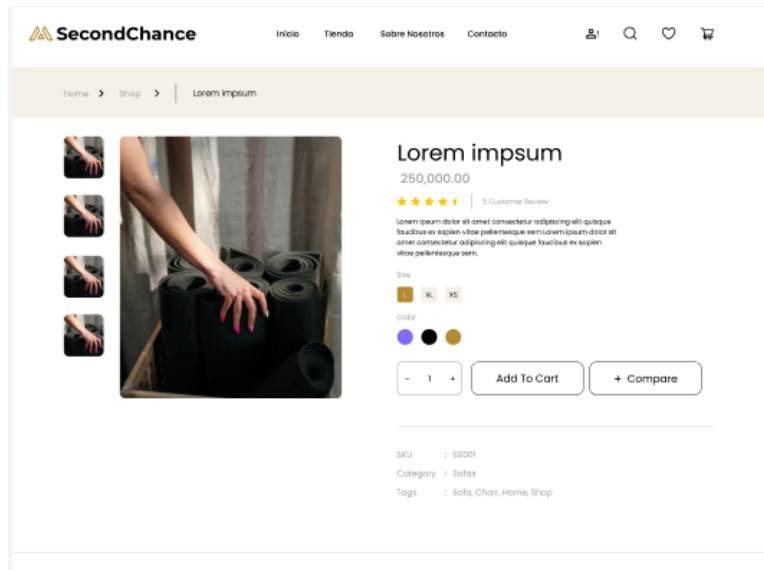 SecondChance
Inicio Tienda Sobre Nosotros Contacto
Home Shop Lorem impsum
Lorem impsum
250,000.00
5 Customer Review
Lorem ipsum dolor sit amet consectetur adipiscing elit quisque
faucibus ex sapien vitae pellentesque sem.Lorem ipsum dolor sit
amet consectetur adipiscing elit quisque faucibus ex sapien
vitae pellentesque sem.
Size
L XL XS
Color
- 1 + Add To Cart + Compare
SKU : SS001
Category : Sofas
Tags : Sofa, Chair, Home, Shop